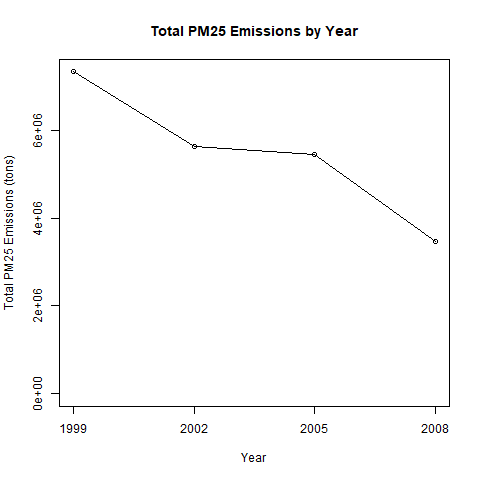 Total PM25 Emissions by Year
Total PM25 Emissions (tons)
6e+06
4e+06
2e+06
0e+00
1999 2002 2005 2008
Year